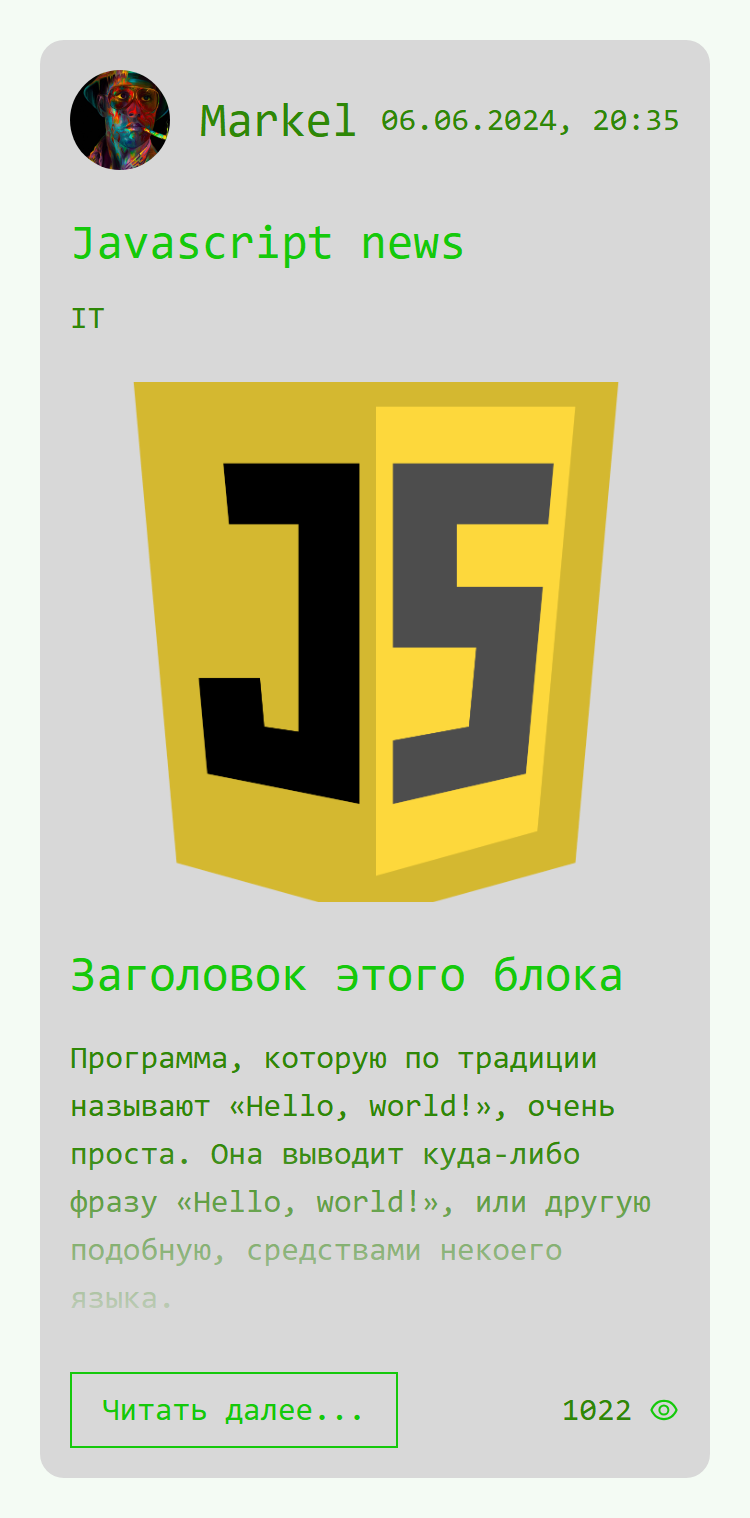 Markel 06.06.2024, 20:35
Javascript news
IT
JS
Заголовок этого блока
Программа, которую по традиции
называют «Hello, world!», очень
проста. Она выводит куда-либо
фразу «Hello, world!», или другую
подобную, средствами некоего
языка.
Читать далее... 1022